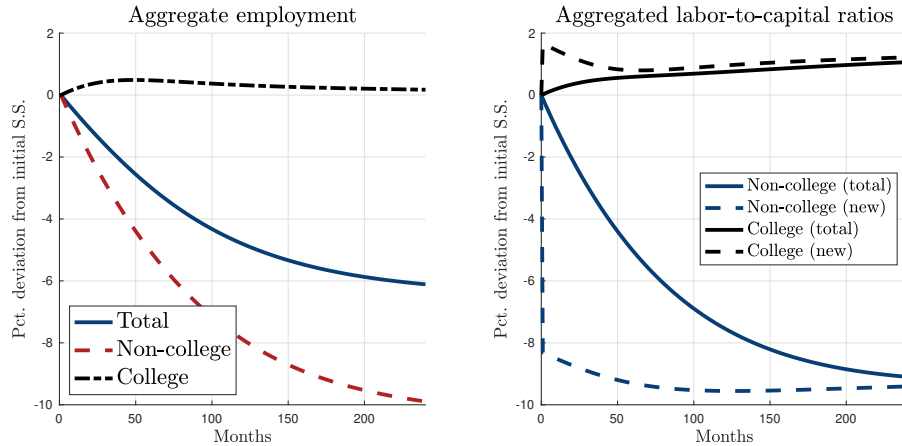 Aggregate employment
Pct. deviation from initial S.S.
2
0
-2
-4
-6
-8
-10
0
50
100
150
200
Months
Total
Non-college
College
Aggregated labor-to-capital ratios
Pct. deviation from initial S.S.
2
0
-2
-4
-6
-8
-10
0
50
100
150
200
Months
Non-college (total)
Non-college (new)
College (total)
College (new)